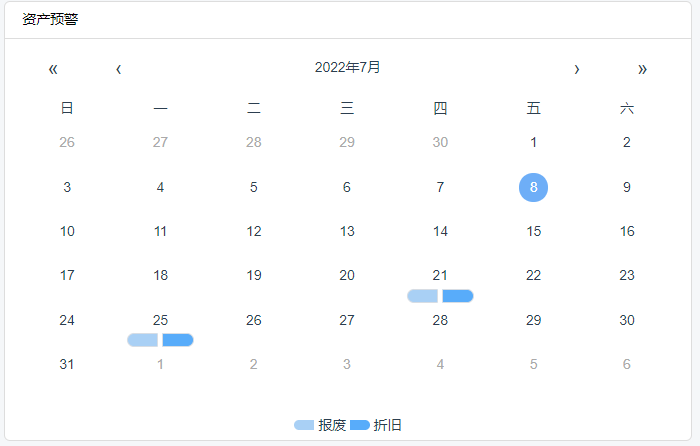 资产预警
« ‹ 2022年7月 › »
日 一 二 三 四 五 六
26 27 28 29 30 1 2
3 4 5 6 7 8 9
10 11 12 13 14 15 16
17 18 19 20 21 22 23
24 25 26 27 28 29 30
31 1 2 3 4 5 6
报废 折旧